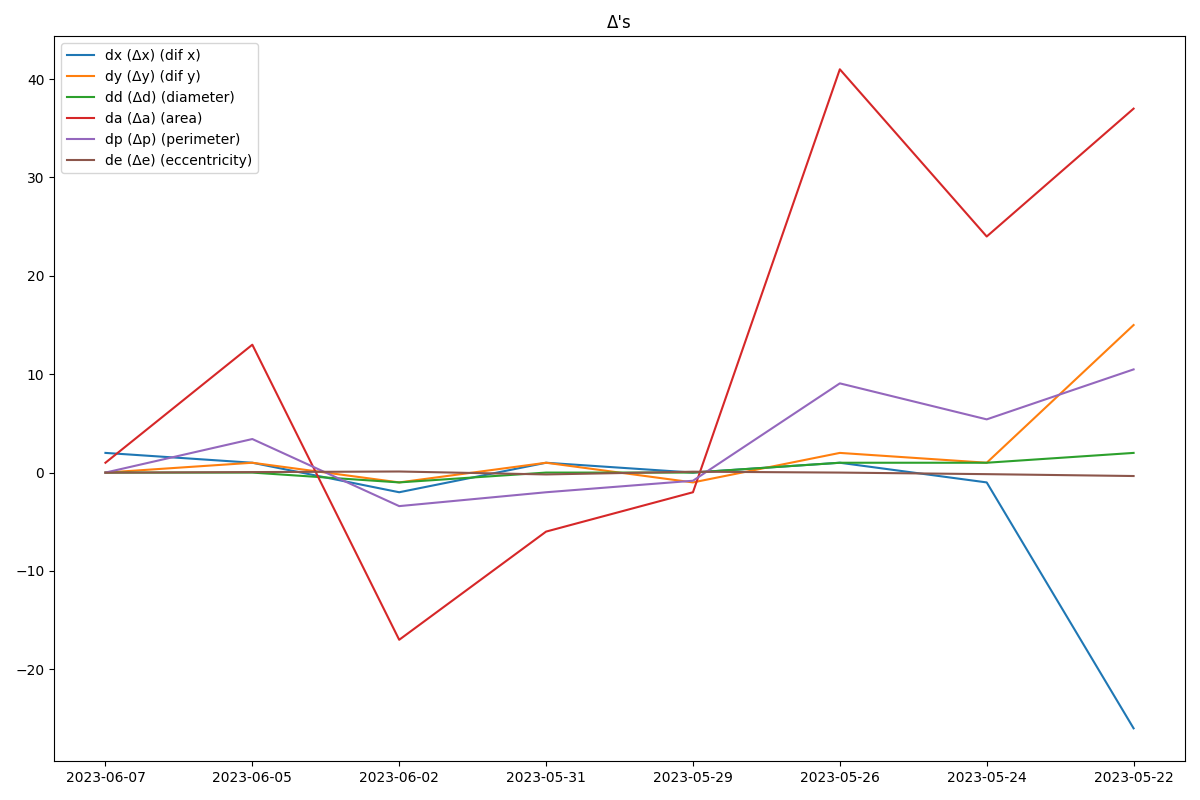 Δ's
dx (Δx) (dif x)
dy (Δy) (dif y)
dd (Δd) (diameter)
da (Δa) (area)
dp (Δp) (perimeter)
de (Δe) (eccentricity)
40
30
20
10
0
−10
−20
2023-06-07 2023-06-05 2023-06-02 2023-05-31 2023-05-29 2023-05-26 2023-05-24 2023-05-22